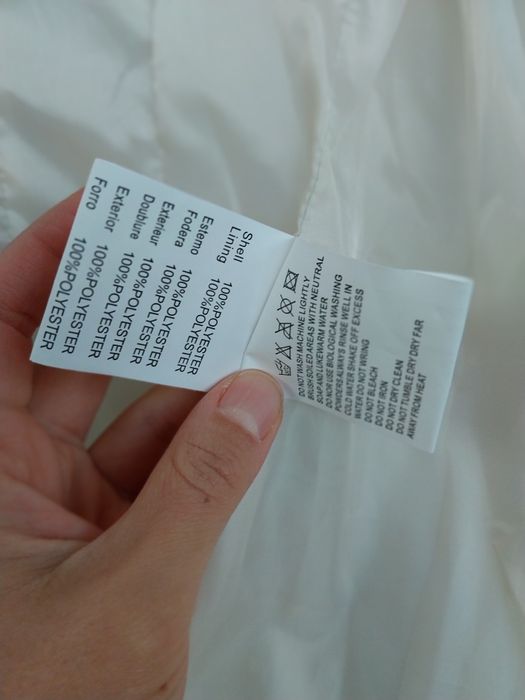 Shell 100%POLYESTER
Lining 100%POLYESTER
Estemo 100%POLYESTER
Fodera 100%POLYESTER
Exterieur 100%POLYESTER
Doublure 100%POLYESTER
Exterior 100%POLYESTER
Forro 100%POLYESTER
DO NOT WASH MACHINE LIGHTLY
BRUSH SOILED AREAS WITH NEUTRAL
SOAP AND LUNEWARM WATER
DO NOR USE BIOLOGICAL WASHING
POWDERS ALWAYS RINSE WELL IN
COLD WATER SHAKE OFF EXCESS
WATER DO NOT WRING
DO NOT BLEACH
DO NOT IRON
DO NOT DRY CLEAN
DO NOT TUMBLE DRY DRY FAR
AWAY FROM HEAT